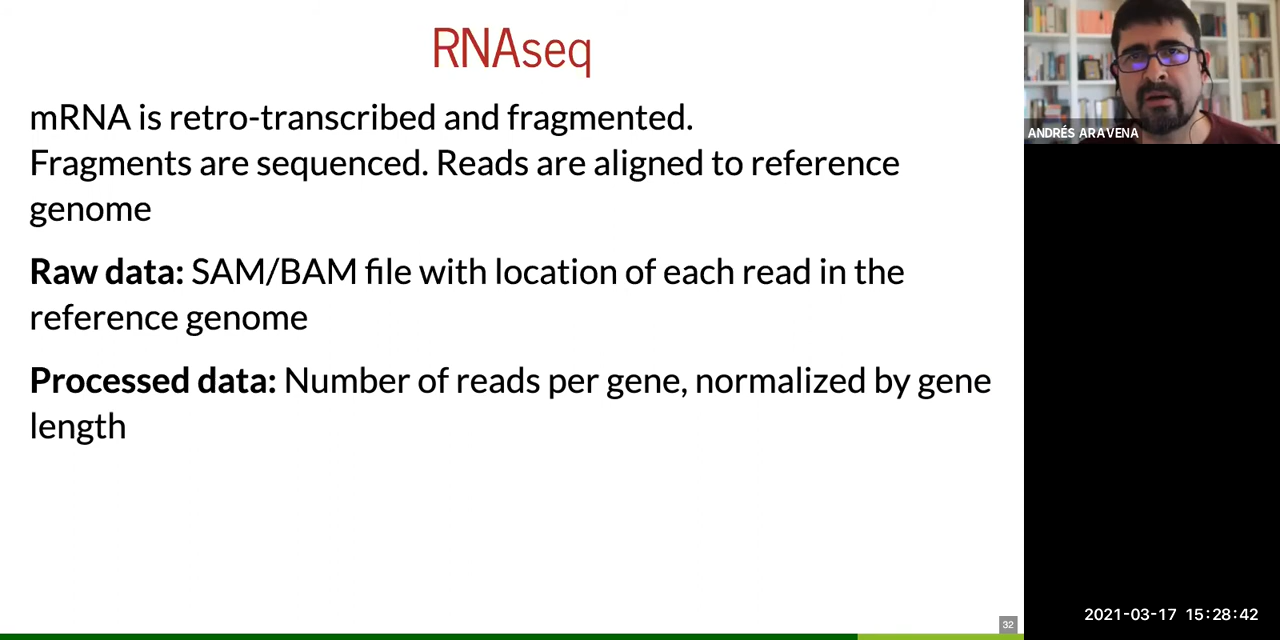 RNAseq
mRNA is retro-transcribed and fragmented.
Fragments are sequenced. Reads are aligned to reference
genome
Raw data: SAM/BAM file with location of each read in the
reference genome
Processed data: Number of reads per gene, normalized by gene
length
32
ANDRÉS ARAVENA
2021-03-17 15:28:42